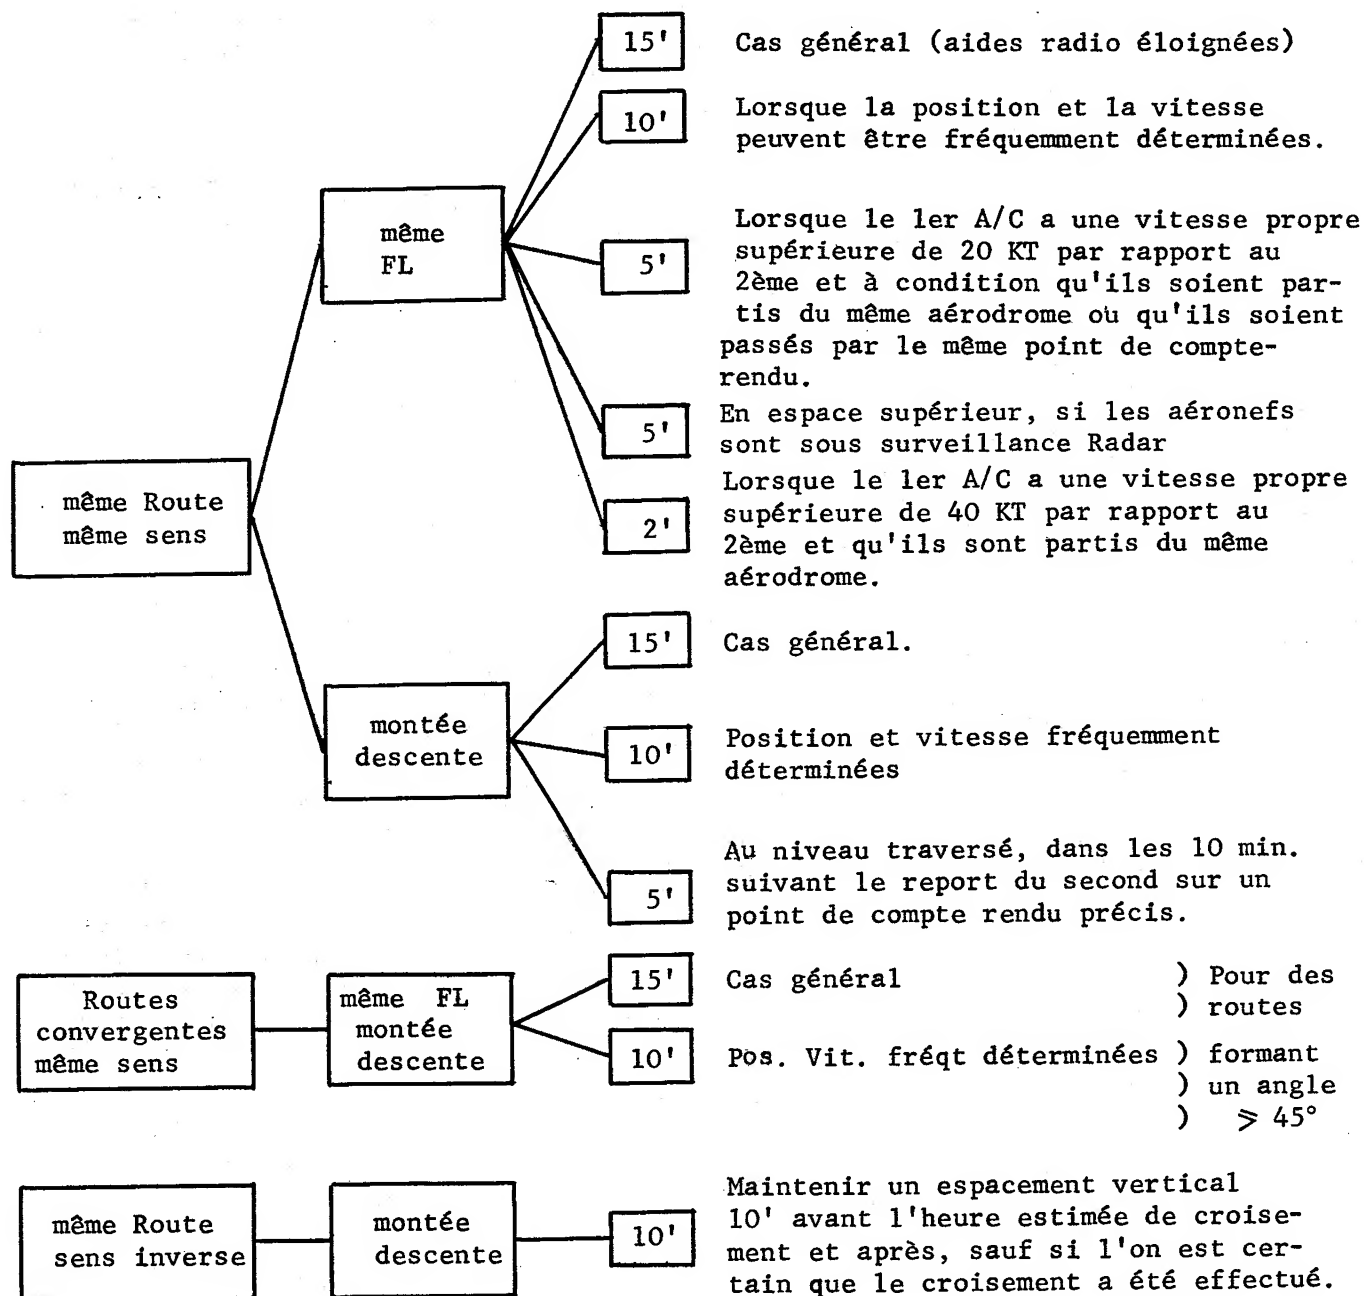 15' Cas général (aides radio éloignées)
10' Lorsque la position et la vitesse
peuvent être fréquemment déterminées.
même
FL
5' Lorsque le 1er A/C a une vitesse propre
supérieure de 20 KT par rapport au
2ème et à condition qu'ils soient par-
tis du même aérodrome ou qu'ils soient
passés par le même point de compte-
rendu.
5' En espace supérieur, si les aéronefs
sont sous surveillance Radar
même Route
même sens
2' Lorsque le 1er A/C a une vitesse propre
supérieure de 40 KT par rapport au
2ème et qu'ils sont partis du même
aérodrome.
15' Cas général.
montée
descente
10' Position et vitesse fréquemment
déterminées
5' Au niveau traversé, dans les 10 min.
suivant le report du second sur un
point de compte rendu précis.
Routes
convergentes
même sens
même FL
montée
descente
15' Cas général ) Pour des
) routes
10' Pos. Vit. fréqt déterminées ) formant
) un angle
) ⩾ 45°
même Route
sens inverse
montée
descente
10' Maintenir un espacement vertical
10' avant l'heure estimée de croise-
ment et après, sauf si l'on est cer-
tain que le croisement a été effectué.